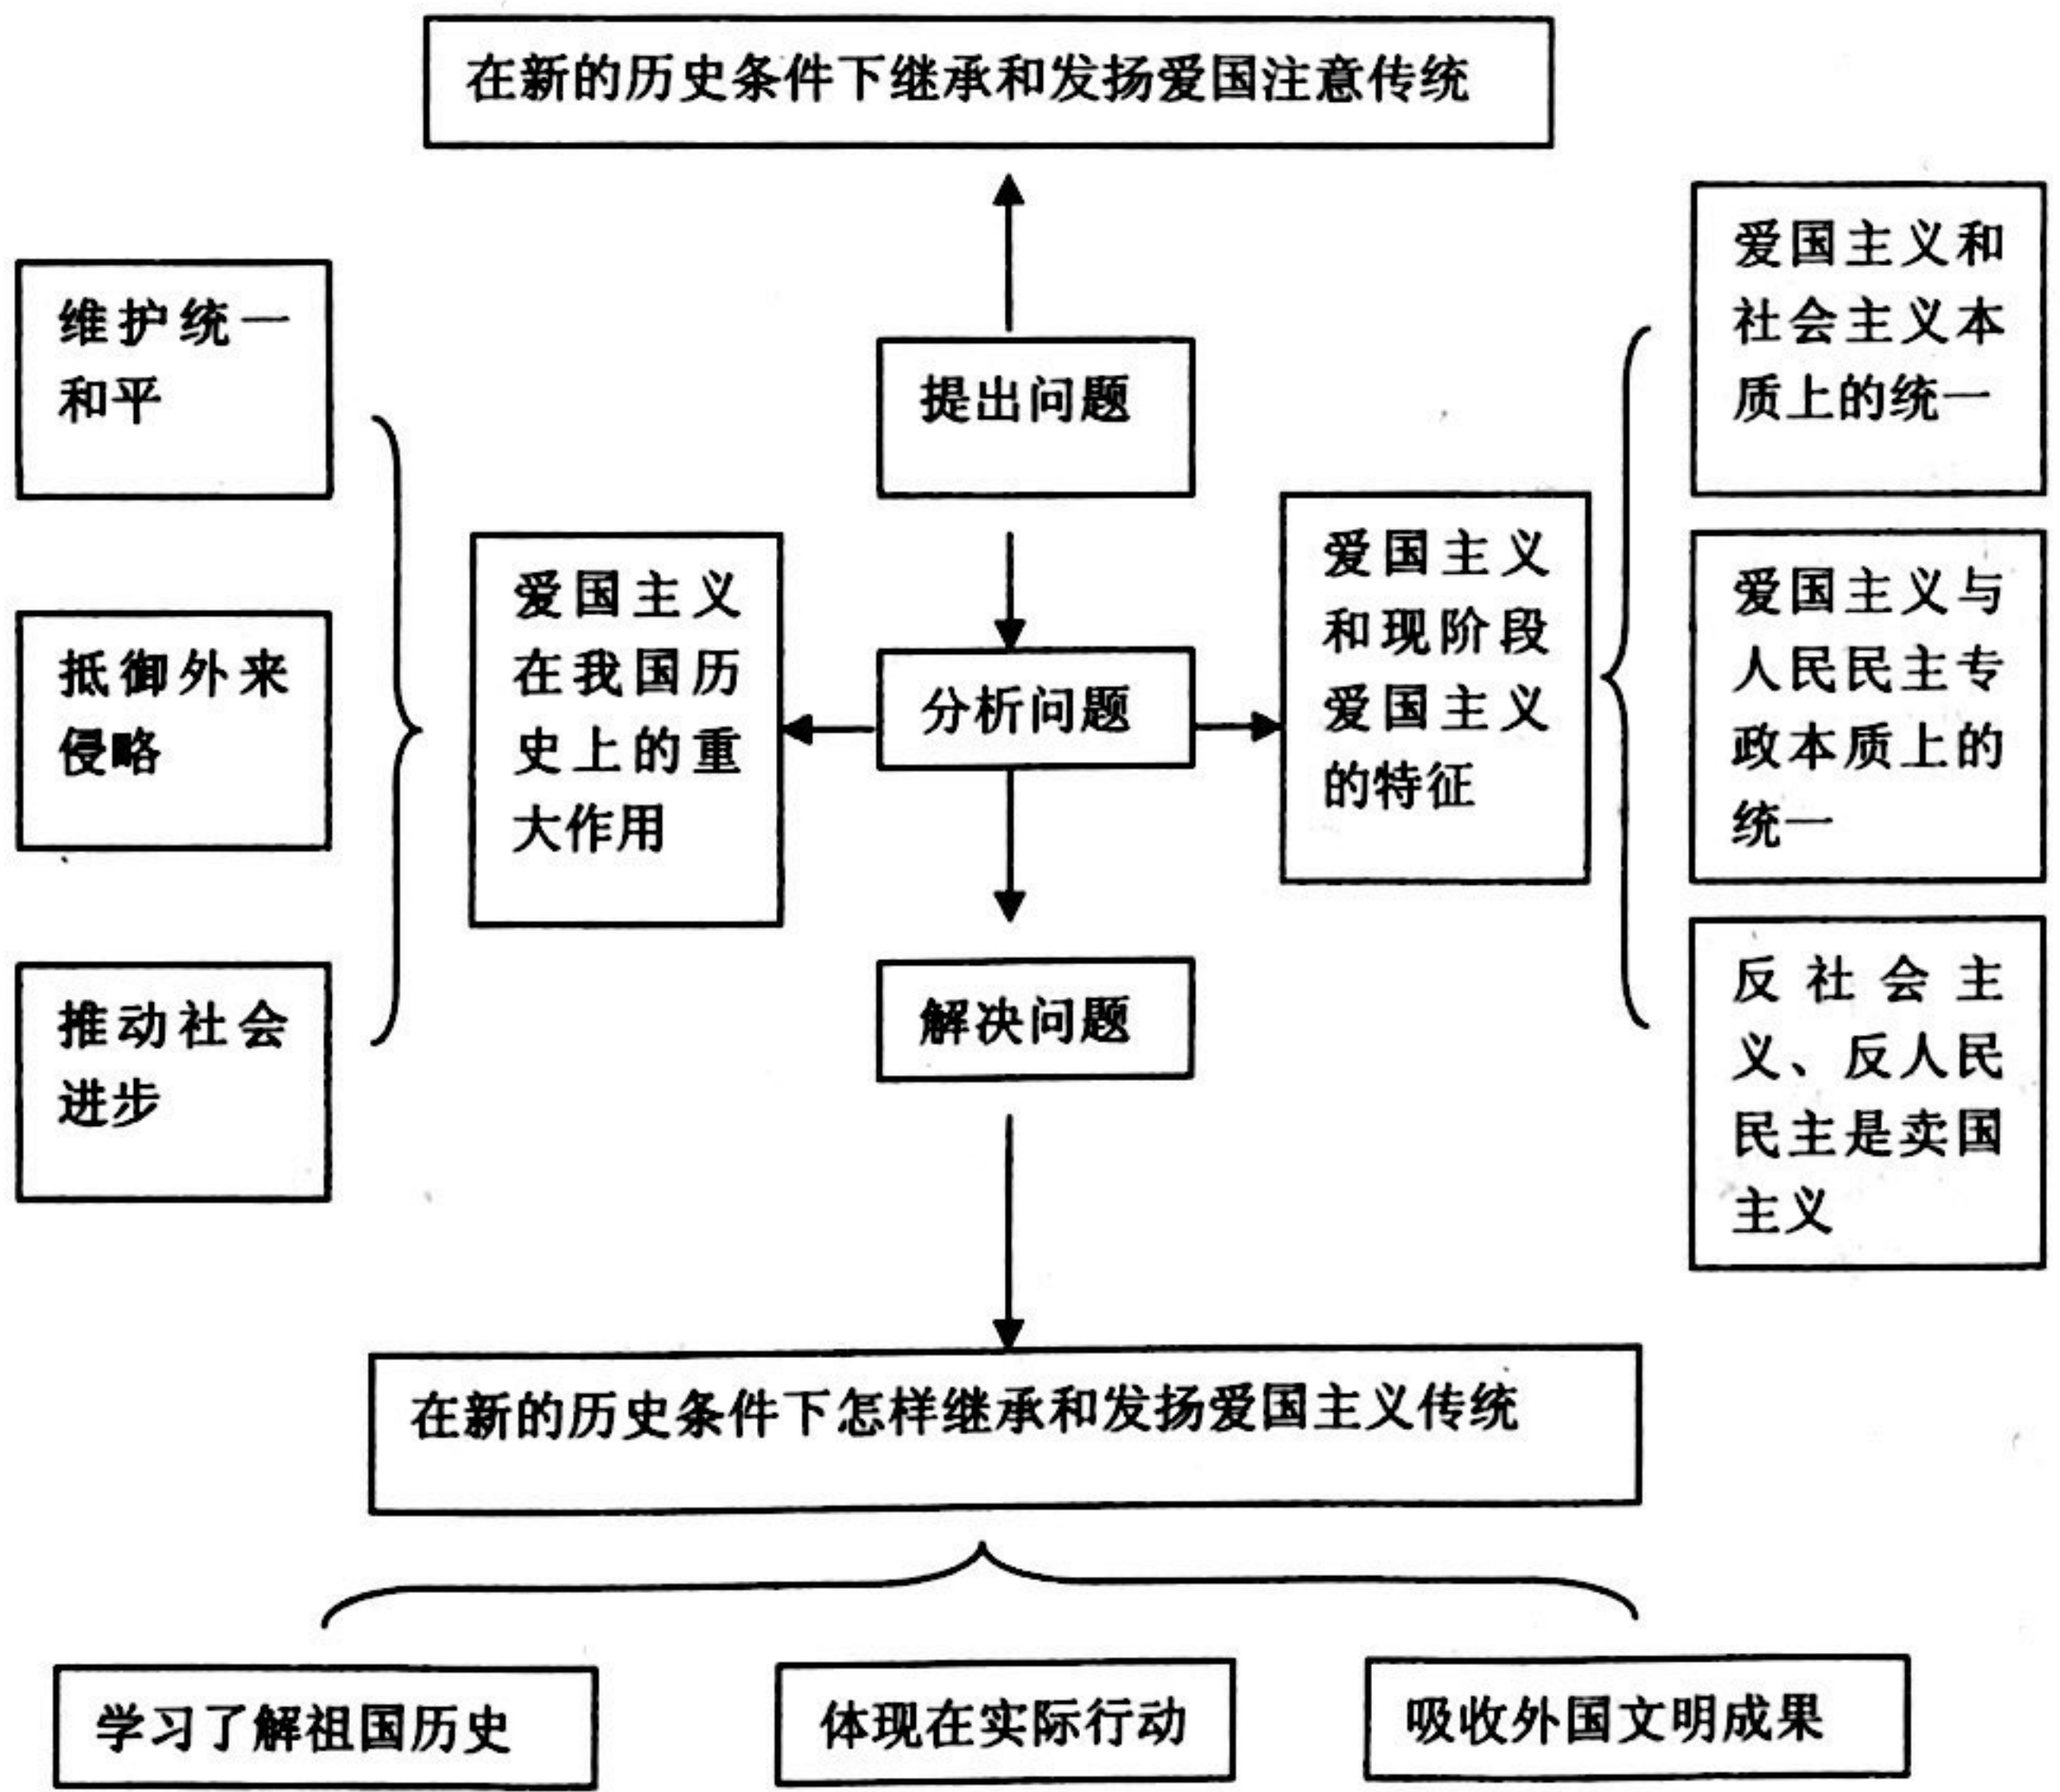 在新的历史条件下继承和发扬爱国注意传统
提出问题
维护统一
和平
抵御外来
侵略
推动社会
进步
爱国主义
在我国历
史上的重
大作用
分析问题
爱国主义
和现阶段
爱国主义
的特征
爱国主义和
社会主义本
质上的统一
爱国主义与
人民民主专
政本质上的
统一
反社会主
义、反人民
民主是卖国
主义
解决问题
在新的历史条件下怎样继承和发扬爱国主义传统
学习了解祖国历史
体现在实际行动
吸收外国文明成果